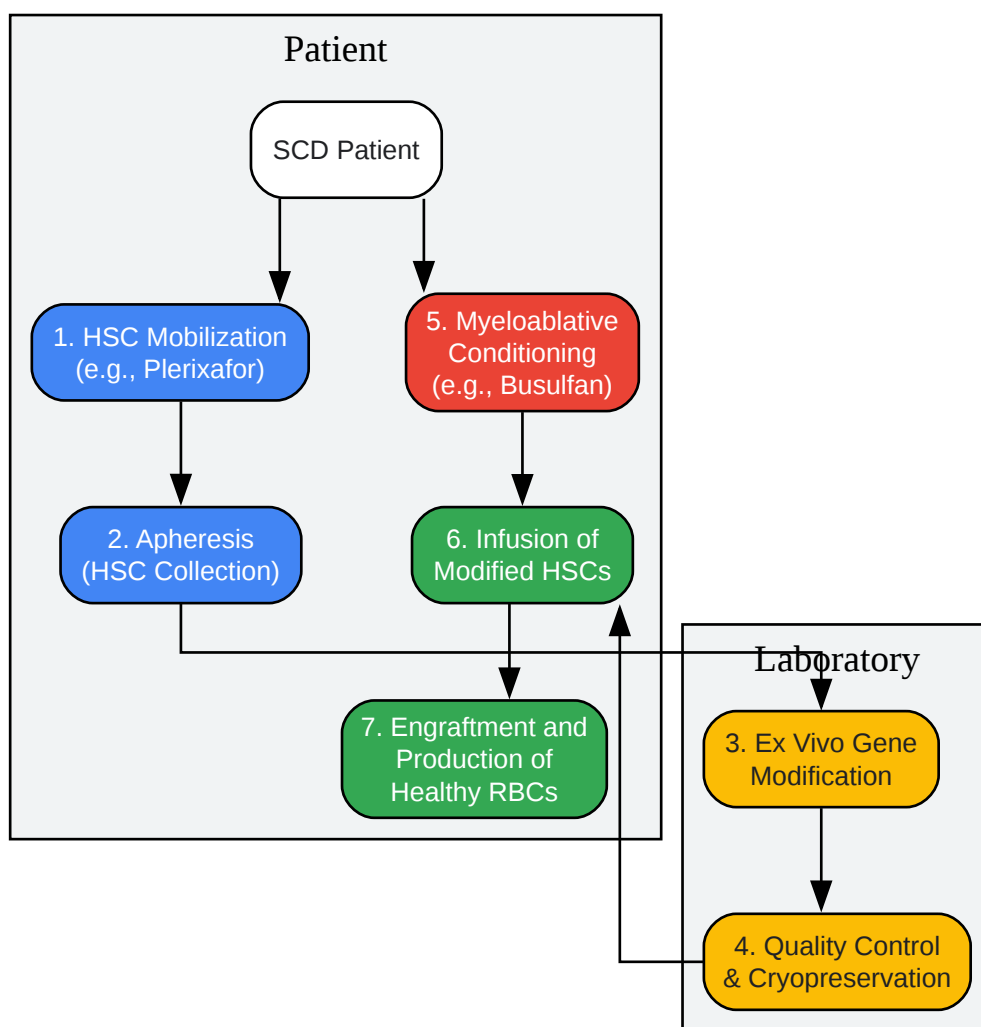 Patient
SCD Patient
1. HSC Mobilization
(e.g., Plerixafor)
5. Myeloablative
Conditioning
(e.g., Busulfan)
2. Apheresis
(HSC Collection)
6. Infusion of
Modified HSCs
Laboratory
7. Engraftment and
Production of
Healthy RBCs
3. Ex Vivo Gene
Modification
4. Quality Control
& Cryopreservation